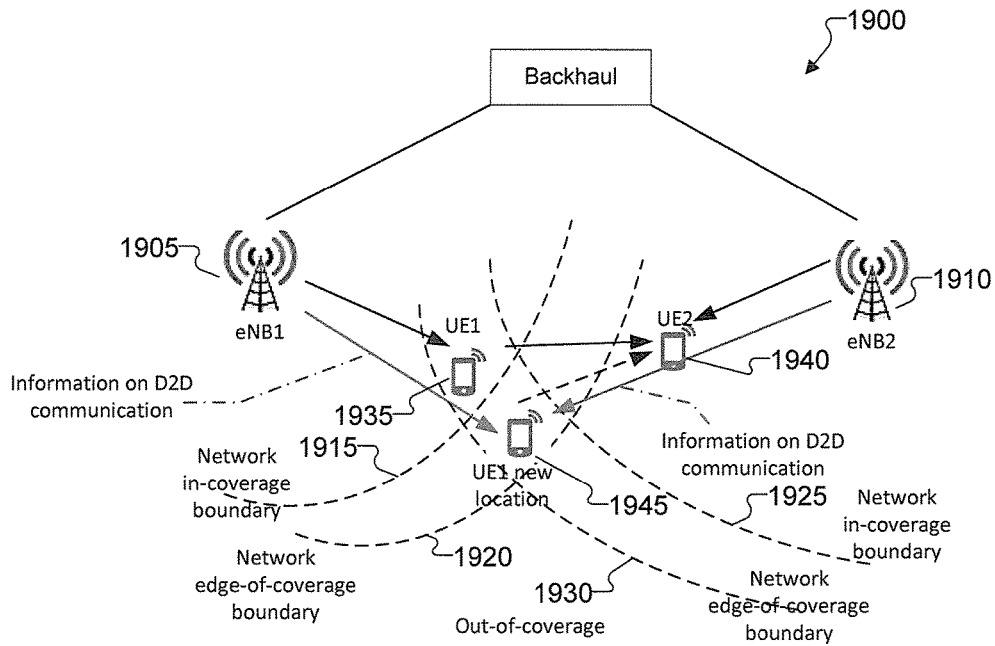 1900
Backhaul
1905
eNB1
UE1
UE2
1910
eNB2
1940
Information on D2D
communication
1935
1915
Network
in-coverage
boundary
UE1 new
location
1945
Information on D2D
communication
1925
Network
in-coverage
boundary
1920
Network
edge-of-coverage
boundary
1930
Out-of-coverage
Network
edge-of-coverage
boundary